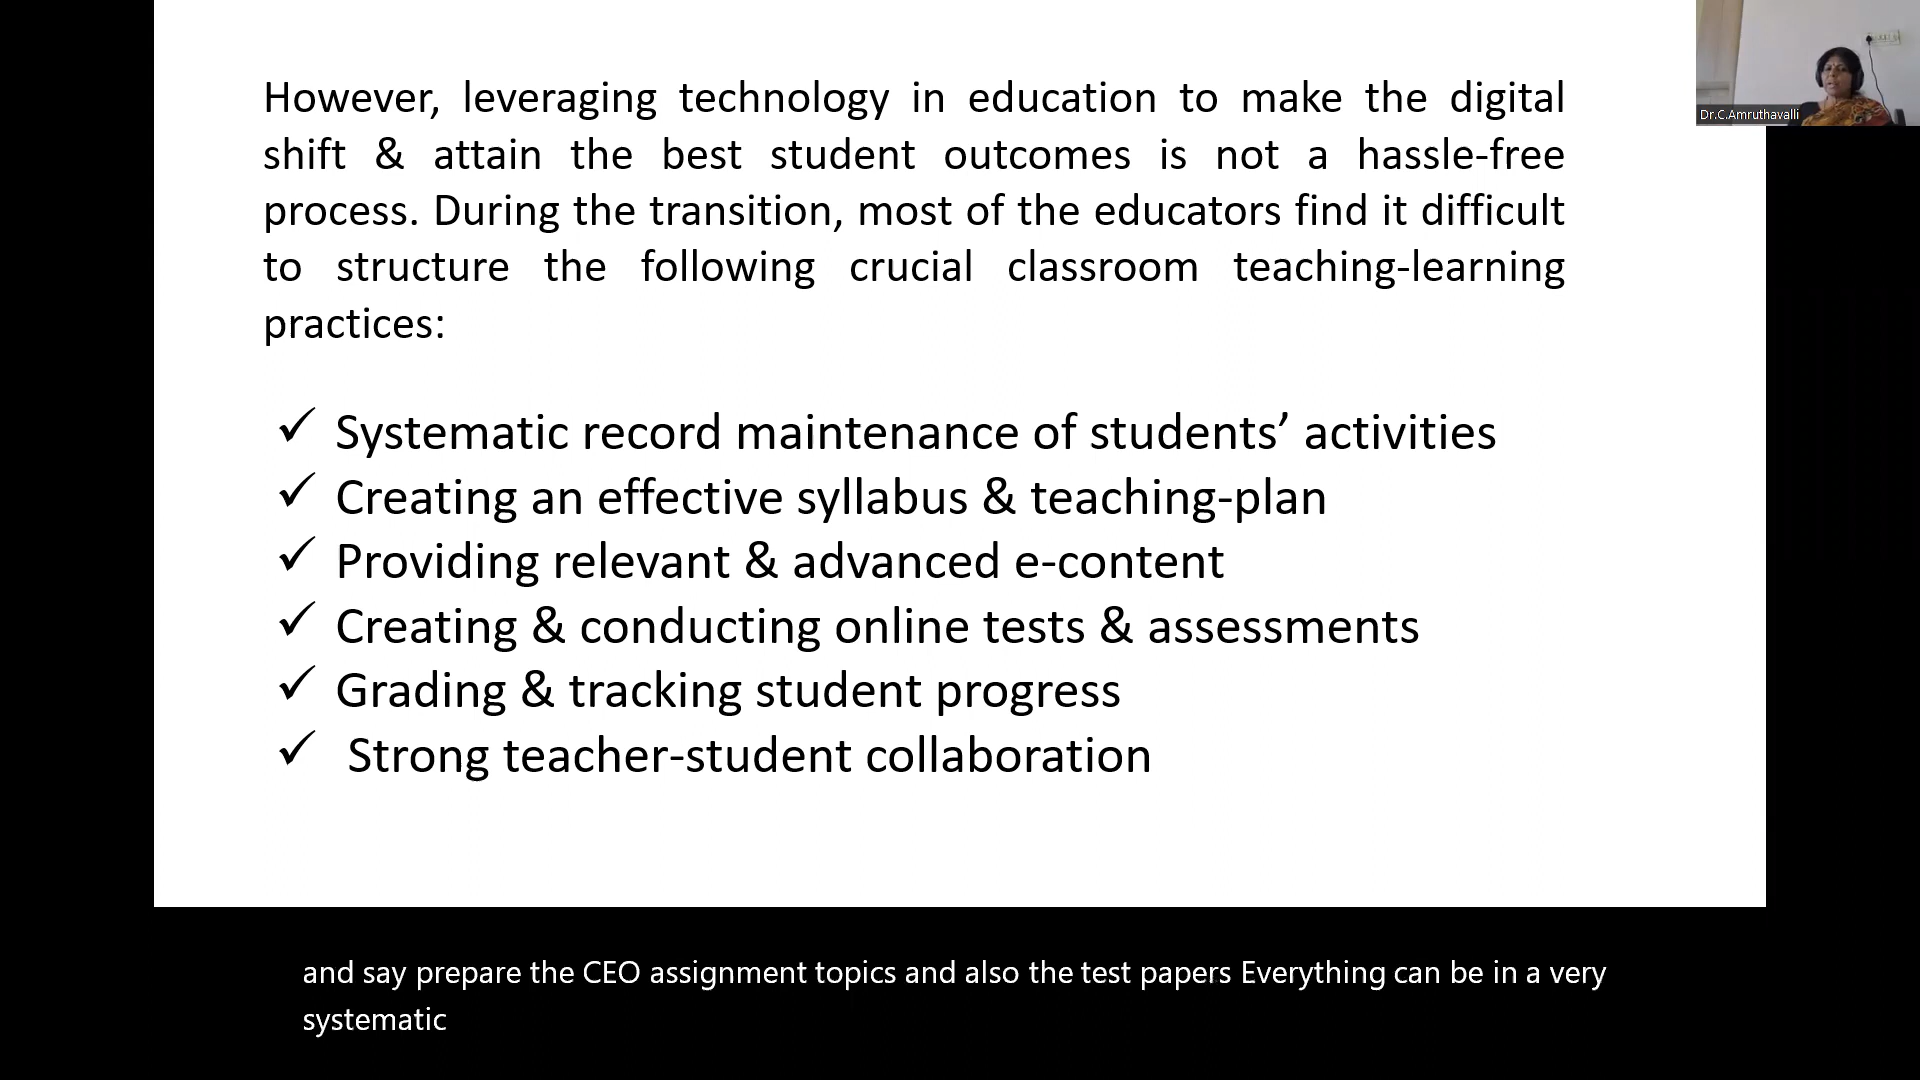 However, leveraging technology in education to make the digital
shift & attain the best student outcomes is not a hassle-free
process. During the transition, most of the educators find it difficult
to structure the following crucial classroom teaching-learning
practices:
✓ Systematic record maintenance of students’ activities
✓ Creating an effective syllabus & teaching-plan
✓ Providing relevant & advanced e-content
✓ Creating & conducting online tests & assessments
✓ Grading & tracking student progress
✓ Strong teacher-student collaboration
Dr.C.Amruthavalli
and say prepare the CEO assignment topics and also the test papers Everything can be in a very
systematic